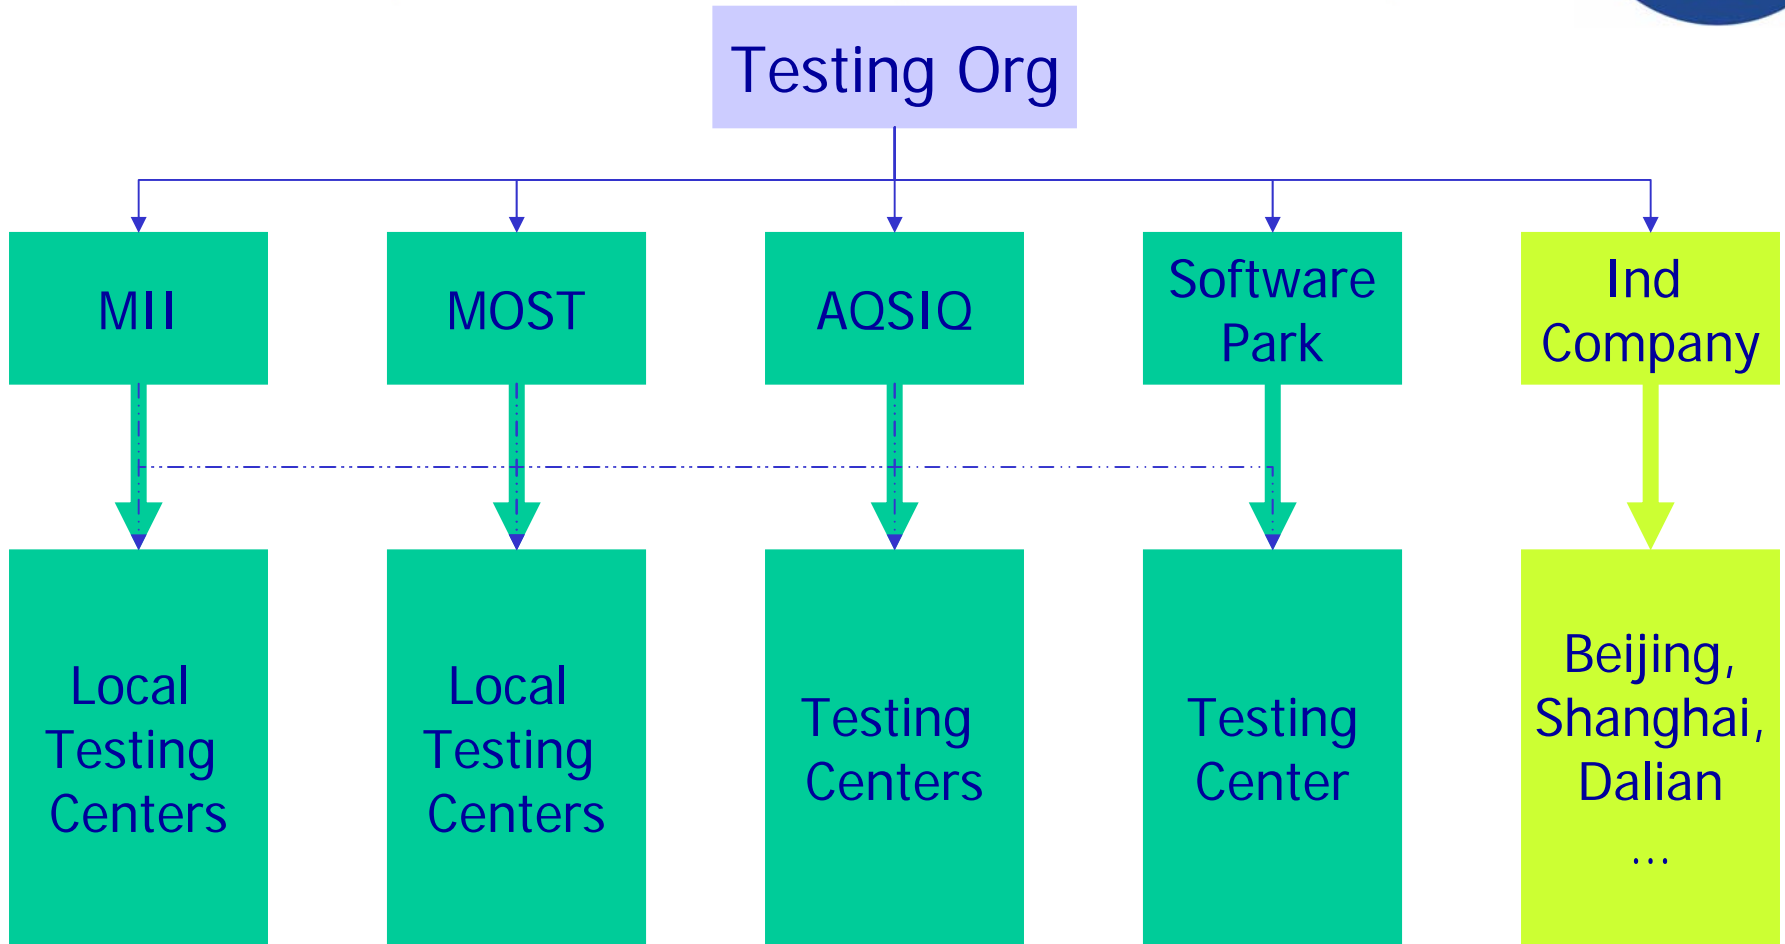 Testing Org
MII
MOST
AQSIQ
Software
Park
Ind
Company
Local
Testing
Centers
Local
Testing
Centers
Testing
Centers
Testing
Center
Beijing,
Shanghai,
Dalian
...